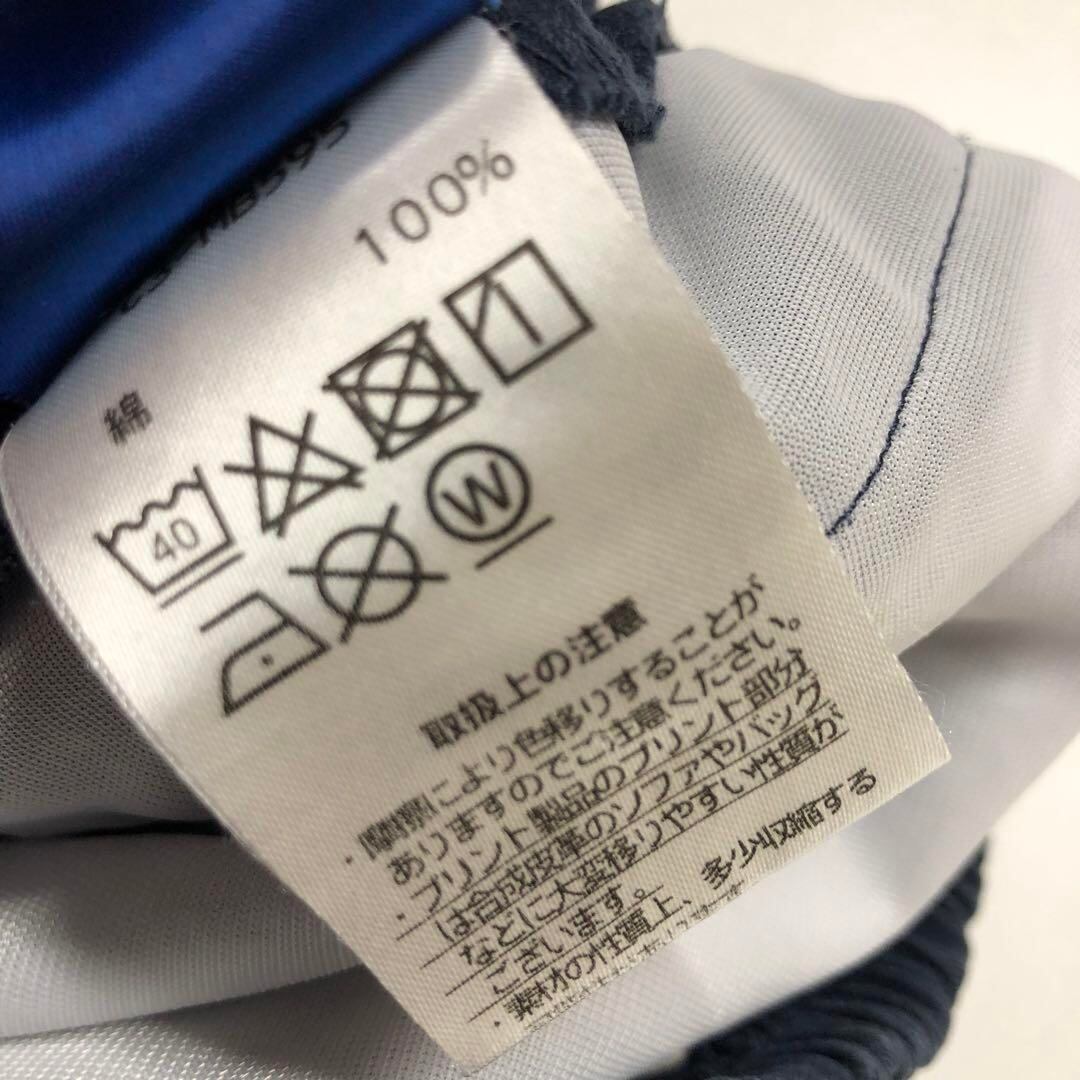 MB595
綿 100%
40
W
取扱上の注意
・摩擦により色移りすることが
ありますのでご注意ください。
・プリント製品のプリント部分
は合成皮革のソファやバッグ
などに大変移りやすい性質が
ございます。
・素材の性質上、多少収縮する